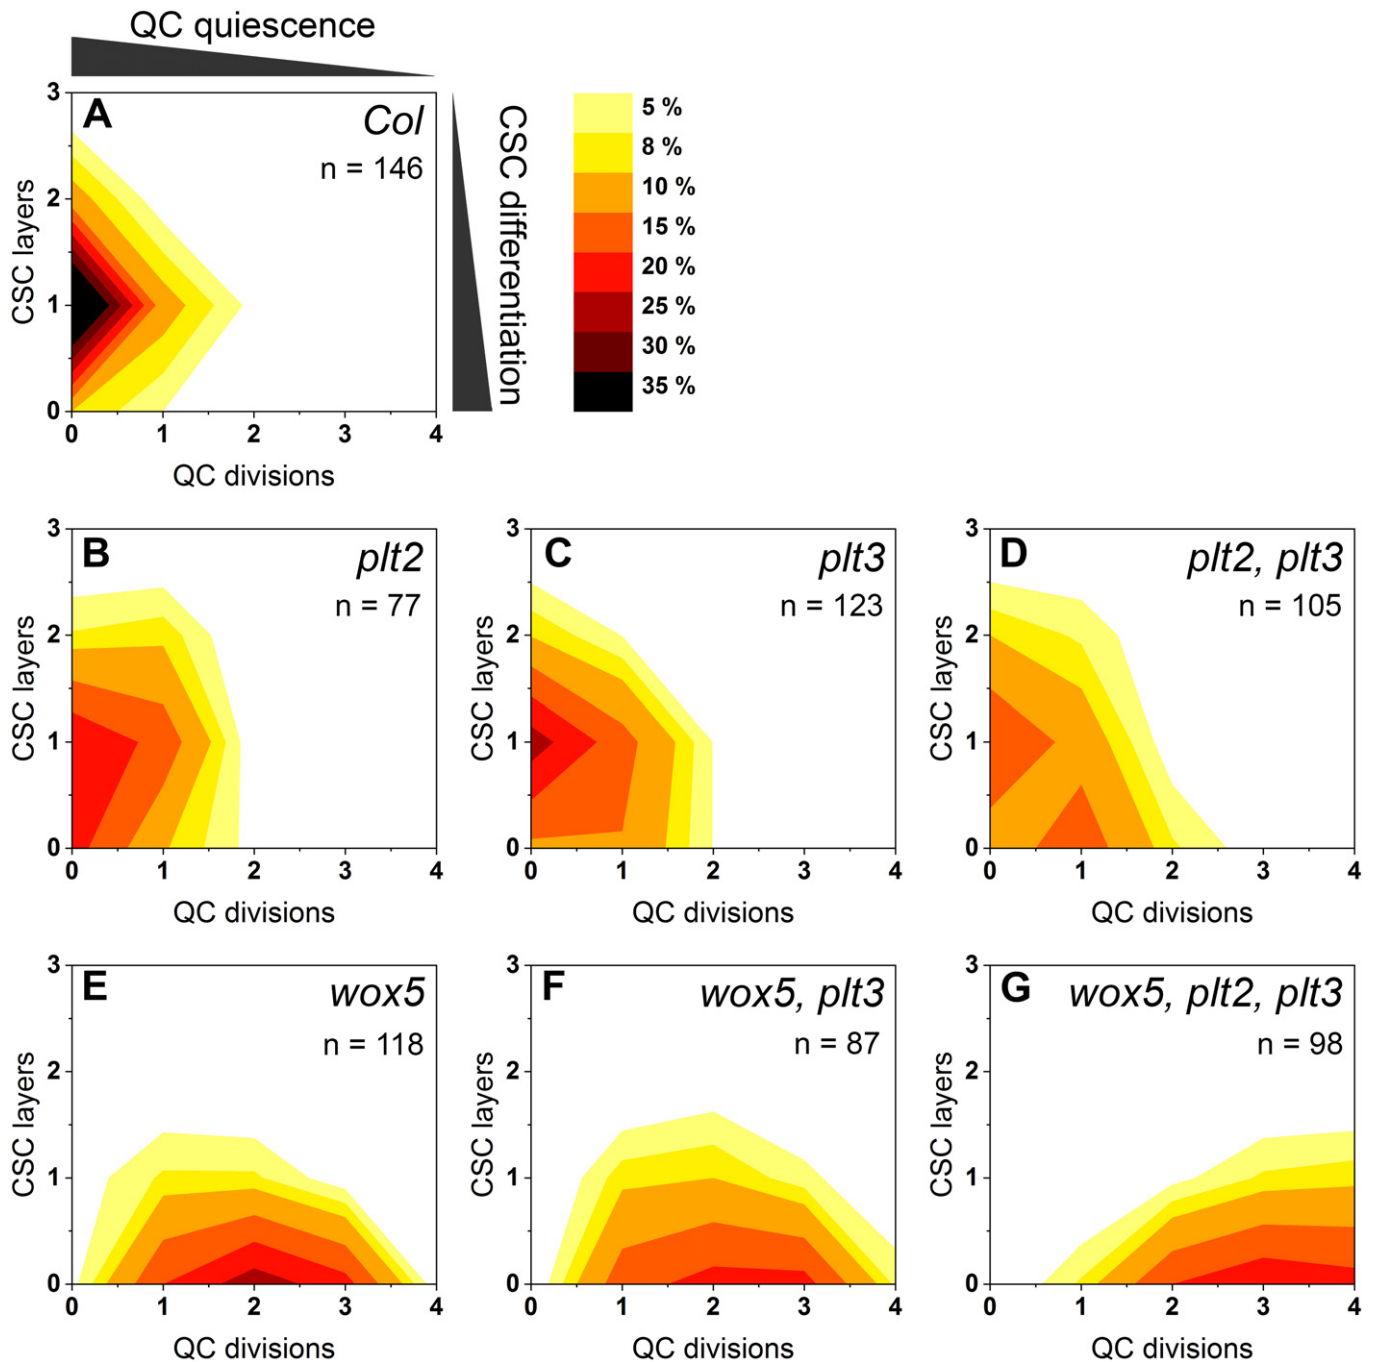 QC quiescence
A
Col
n = 146
3
2
1
0
CSC layers
0 1 2 3 4
QC divisions
CSC differentiation
5 %
8 %
10 %
15 %
20 %
25 %
30 %
35 %
B
plt2
n = 77
3
2
1
0
CSC layers
0 1 2 3 4
QC divisions
C
plt3
n = 123
3
2
1
0
CSC layers
0 1 2 3 4
QC divisions
D
plt2, plt3
n = 105
3
2
1
0
CSC layers
0 1 2 3 4
QC divisions
E
wox5
n = 118
3
2
1
0
CSC layers
0 1 2 3 4
QC divisions
F
wox5, plt3
n = 87
3
2
1
0
CSC layers
0 1 2 3 4
QC divisions
G
wox5, plt2, plt3
n = 98
3
2
1
0
CSC layers
0 1 2 3 4
QC divisions